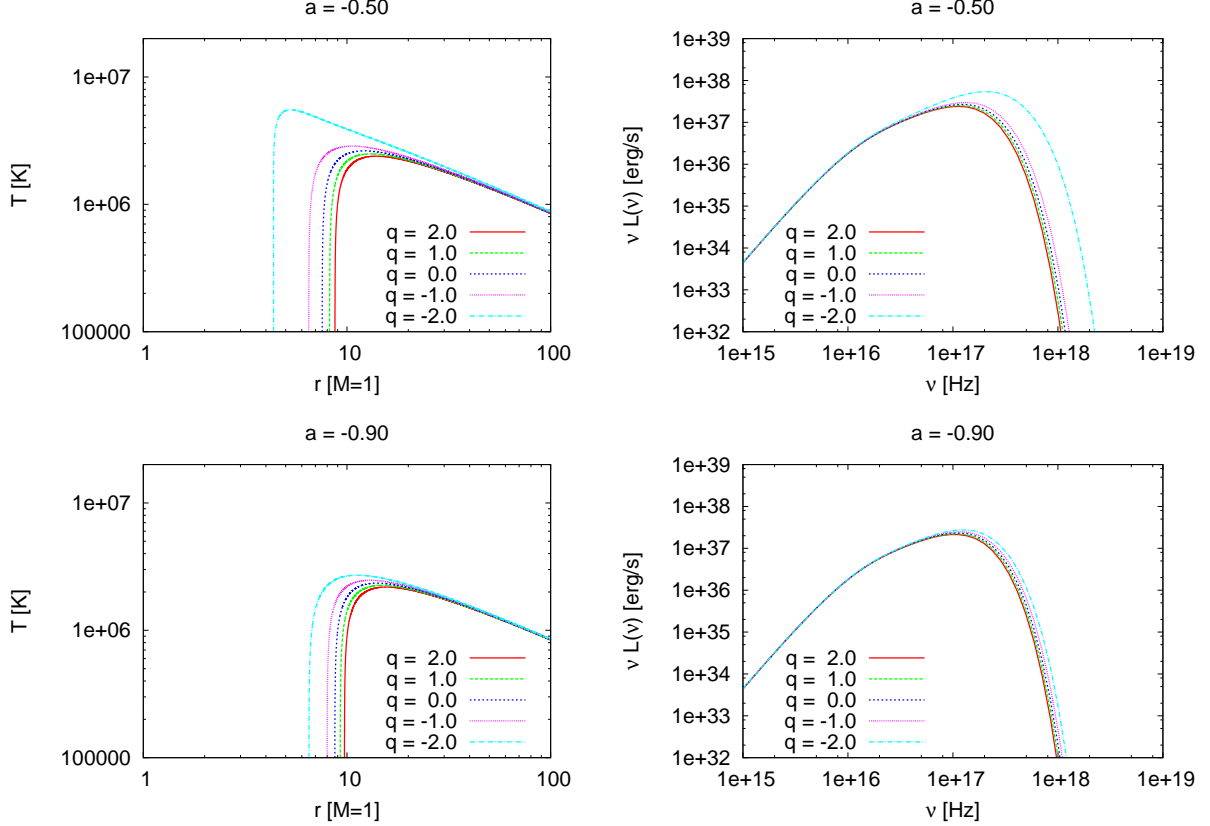 a = -0.50
T [K]
1e+07
1e+06
100000
q = 2.0
q = 1.0
q = 0.0
q = -1.0
q = -2.0
1 10 100
r [M=1]
a = -0.50
ν L(ν) [erg/s]
1e+39
1e+38
1e+37
1e+36
1e+35
1e+34
1e+33
1e+32
q = 2.0
q = 1.0
q = 0.0
q = -1.0
q = -2.0
1e+15 1e+16 1e+17 1e+18 1e+19
ν [Hz]
a = -0.90
T [K]
1e+07
1e+06
100000
q = 2.0
q = 1.0
q = 0.0
q = -1.0
q = -2.0
1 10 100
r [M=1]
a = -0.90
ν L(ν) [erg/s]
1e+39
1e+38
1e+37
1e+36
1e+35
1e+34
1e+33
1e+32
q = 2.0
q = 1.0
q = 0.0
q = -1.0
q = -2.0
1e+15 1e+16 1e+17 1e+18 1e+19
ν [Hz]